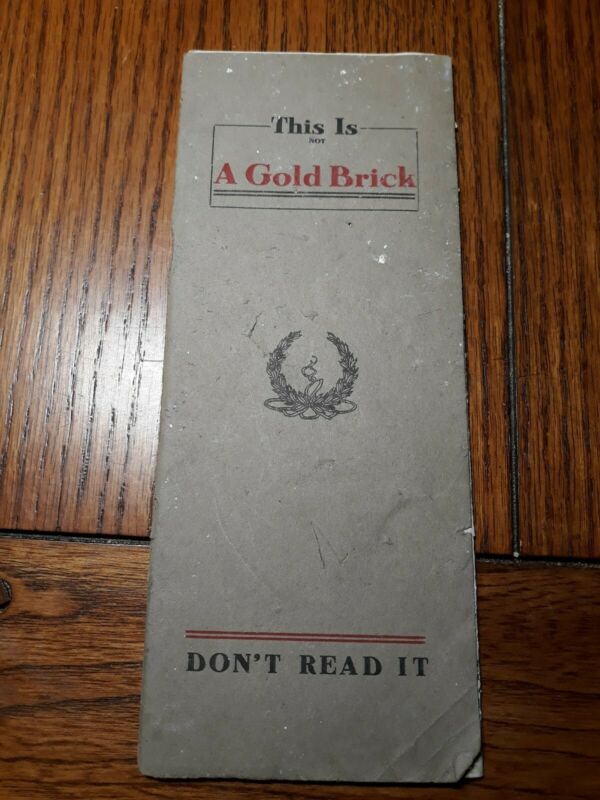 This Is
NOT
A Gold Brick
DON'T READ IT